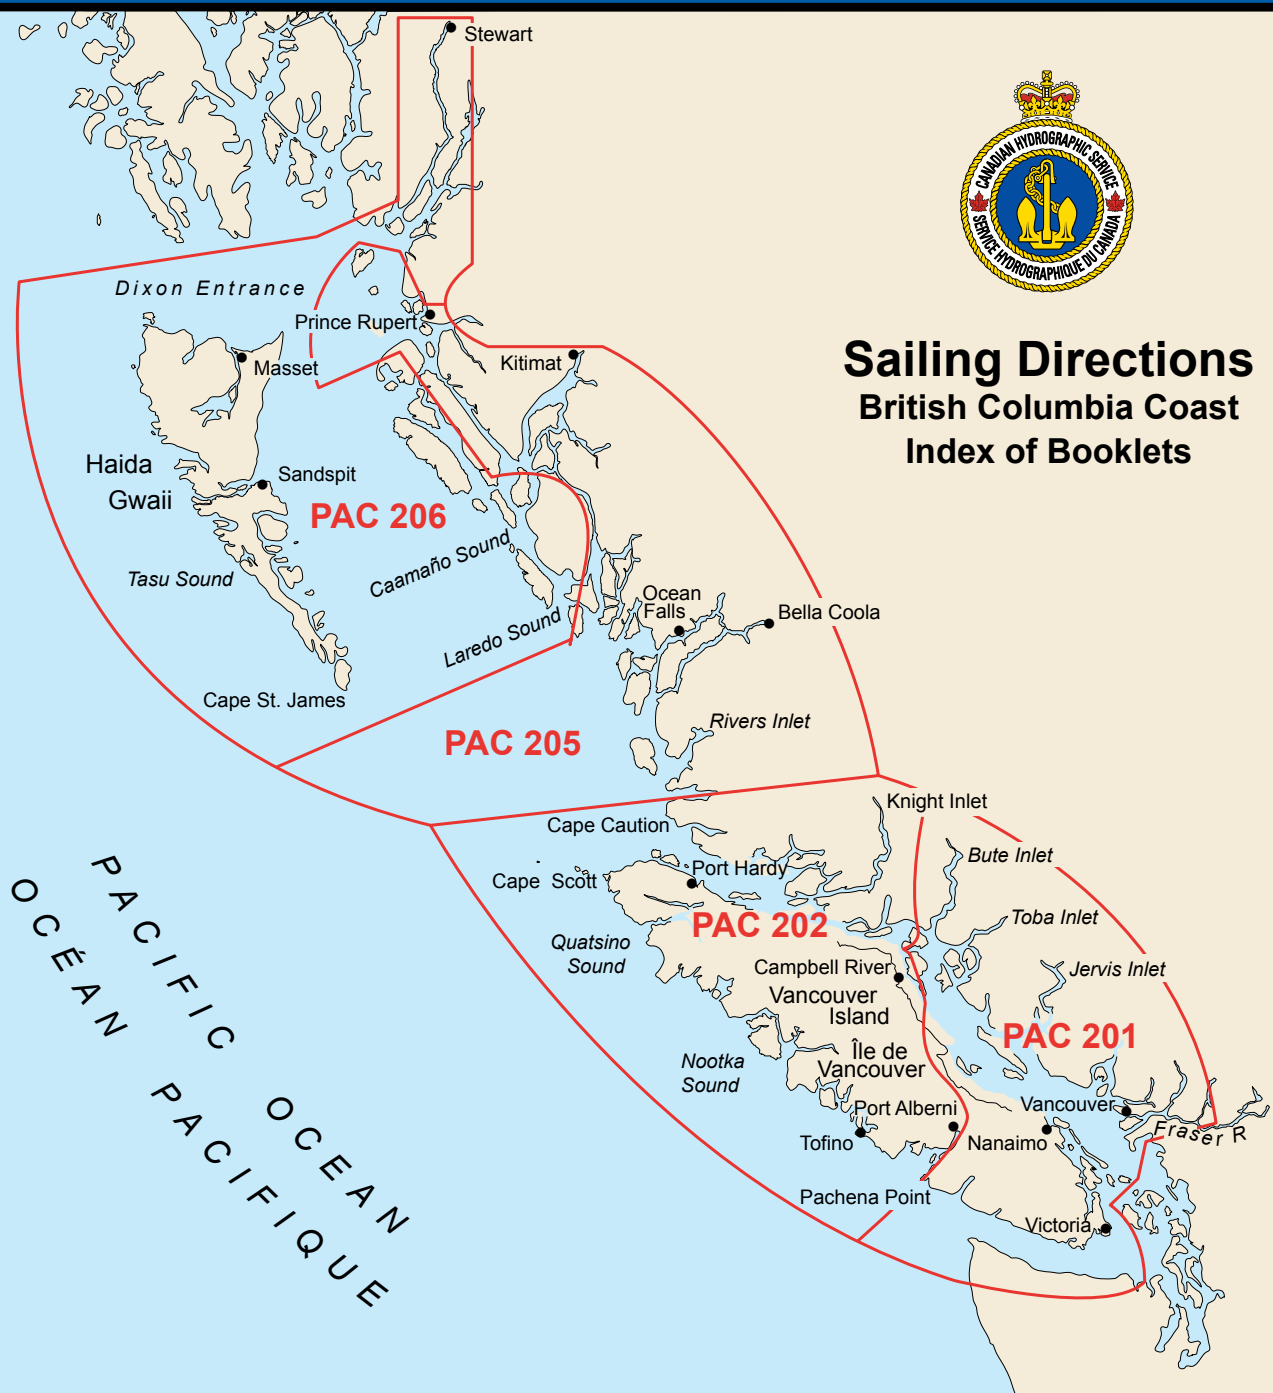 Stewart
CANADIAN HYDROGRAPHIC SERVICE
SERVICE HYDROGRAPHIQUE DU CANADA
Sailing Directions
British Columbia Coast
Index of Booklets
Dixon Entrance
Prince Rupert
Masset
Kitimat
Haida
Gwaii
Sandspit
PAC 206
Tasu Sound
Caamaño Sound
Ocean
Falls
Bella Coola
Laredo Sound
Cape St. James
Rivers Inlet
PAC 205
Knight Inlet
Cape Caution
Bute Inlet
Port Hardy
Cape Scott
Toba Inlet
PAC 202
Quatsino
Sound
Campbell River
Jervis Inlet
Vancouver
Island
PAC 201
Île de
Vancouver
Nootka
Sound
Port Alberni
Vancouver
Fraser R
Tofino
Nanaimo
Pachena Point
Victoria
PACIFIC OCEAN
OCÉAN PACIFIQUE